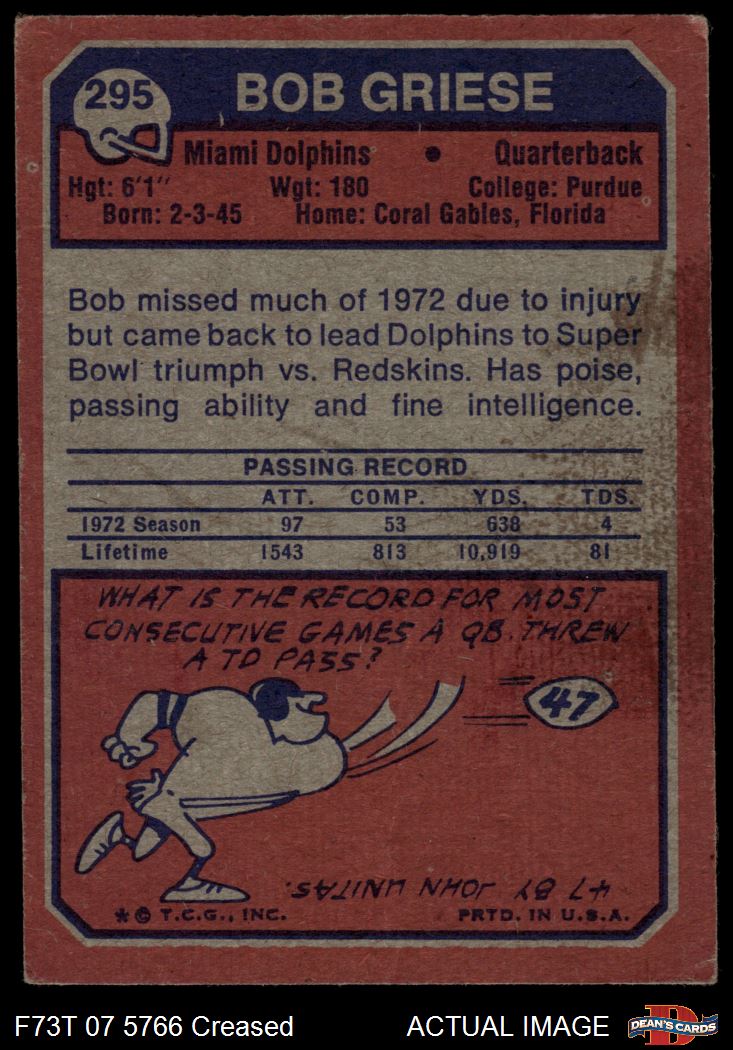 295 BOB GRIESE
Miami Dolphins • Quarterback
Hgt: 6'1" Wgt: 180 College: Purdue
Born: 2-3-45 Home: Coral Gables, Florida
Bob missed much of 1972 due to injury
but came back to lead Dolphins to Super
Bowl triumph vs. Redskins. Has poise,
passing ability and fine intelligence.
PASSING RECORD
ATT. COMP. YDS. TDS.
1972 Season 97 53 638 4
Lifetime 1543 813 10,919 81
WHAT IS THE RECORD FOR MOST
CONSECUTIVE GAMES A QB. THREW
A TD PASS?
47
47 BY JOHN UNITAS.
* © T.C.G., INC. PRTD. IN U.S.A.
F73T 07 5766 Creased ACTUAL IMAGE DEAN'S CARDS